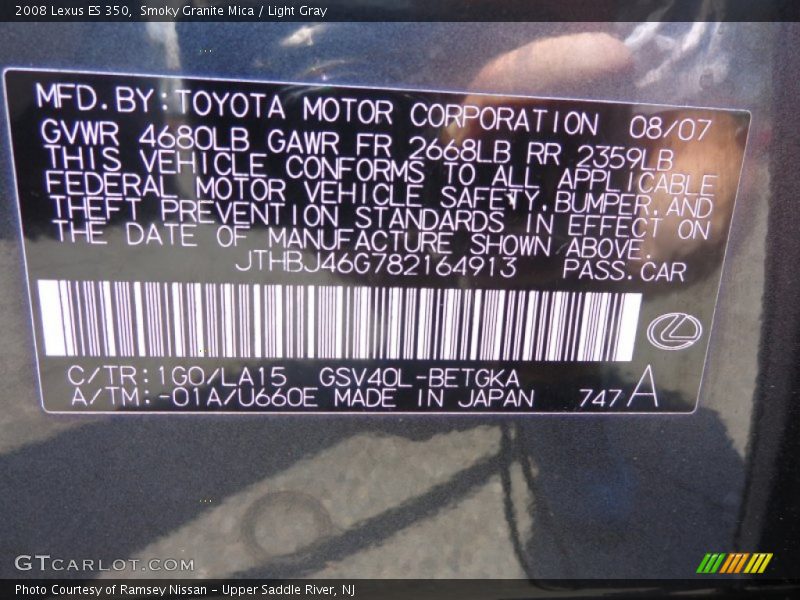 2008 Lexus ES 350,  Smoky Granite Mica / Light Gray
MFD.BY:TOYOTA MOTOR CORPORATION 08/07
GVWR 4680LB GAWR FR 2668LB RR 2359LB
THIS VEHICLE CONFORMS TO ALL APPLICABLE
FEDERAL MOTOR VEHICLE SAFETY,BUMPER,AND
THEFT PREVENTION STANDARDS IN EFFECT ON
THE DATE OF MANUFACTURE SHOWN ABOVE.
JTHBJ46G782164913 PASS.CAR
C/TR:1G0/LA15 GSV40L-BETGKA
A/TM:-01A/U660E MADE IN JAPAN 747A
GTCARLOT.COM
Photo Courtesy of Ramsey Nissan - Upper Saddle River, NJ